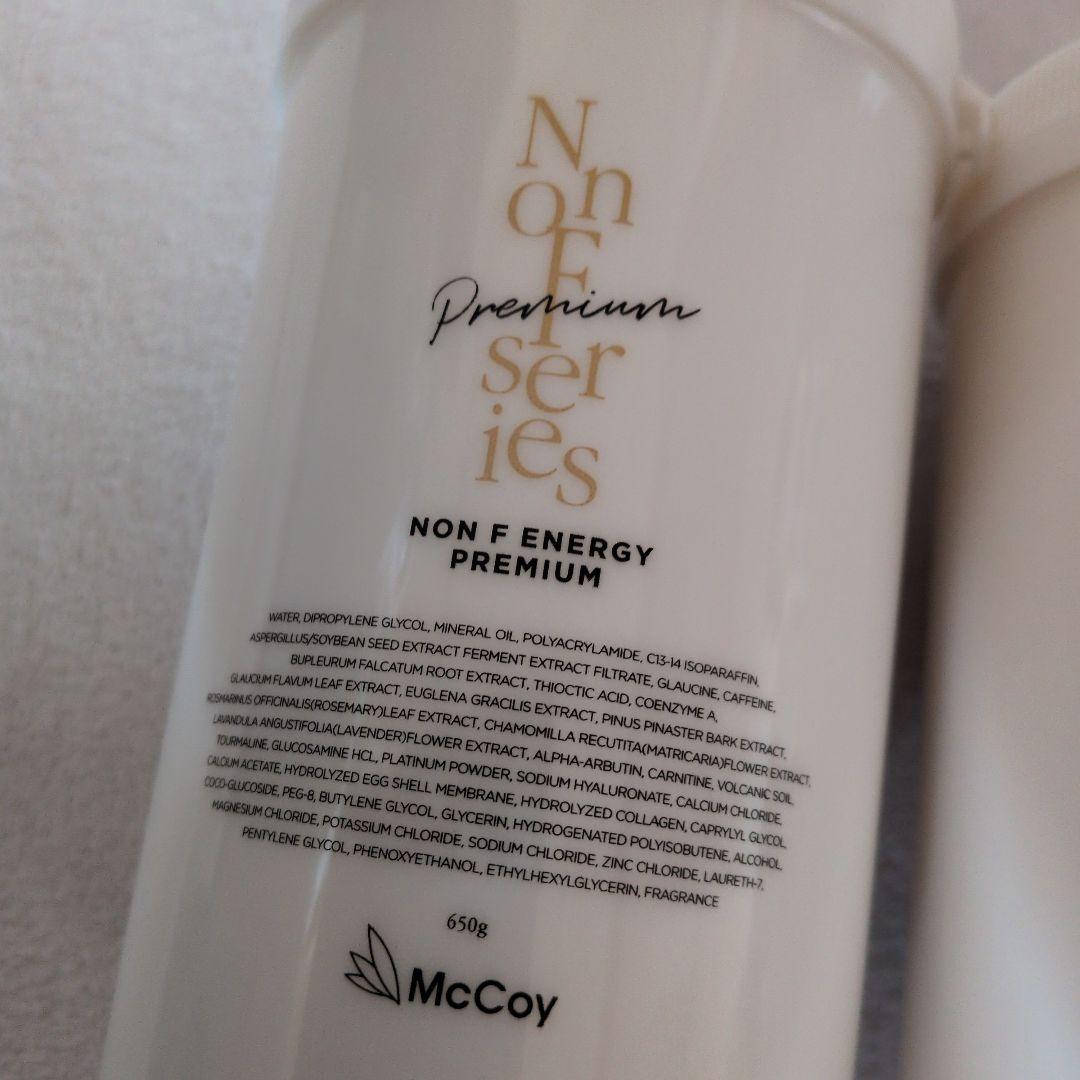 Non F
Premium
series
NON F ENERGY
PREMIUM
WATER, DIPROPYLENE GLYCOL, MINERAL OIL, POLYACRYLAMIDE, C13-14 ISOPARAFFIN,
ASPERGILLUS/SOYBEAN SEED EXTRACT FERMENT EXTRACT FILTRATE, GLAUCINE, CAFFEINE,
BUPLEURUM FALCATUM ROOT EXTRACT, THIOCTIC ACID, COENZYME A,
GLAUCIUM FLAVUM LEAF EXTRACT, EUGLENA GRACILIS EXTRACT, PINUS PINASTER BARK EXTRACT,
ROSMARINUS OFFICINALIS(ROSEMARY)LEAF EXTRACT, CHAMOMILLA RECUTITA(MATRICARIA)FLOWER EXTRACT,
LAVANDULA ANGUSTIFOLIA(LAVENDER)FLOWER EXTRACT, ALPHA-ARBUTIN, CARNITINE, VOLCANIC SOIL,
TOURMALINE, GLUCOSAMINE HCL, PLATINUM POWDER, SODIUM HYALURONATE, CALCIUM CHLORIDE,
CALCIUM ACETATE, HYDROLYZED EGG SHELL MEMBRANE, HYDROLYZED COLLAGEN, CAPRYLYL GLYCOL,
COCO-GLUCOSIDE, PEG-8, BUTYLENE GLYCOL, GLYCERIN, HYDROGENATED POLYISOBUTENE, ALCOHOL,
MAGNESIUM CHLORIDE, POTASSIUM CHLORIDE, SODIUM CHLORIDE, ZINC CHLORIDE, LAURETH-7,
PENTYLENE GLYCOL, PHENOXYETHANOL, ETHYLHEXYLGLYCERIN, FRAGRANCE
650g
McCoy